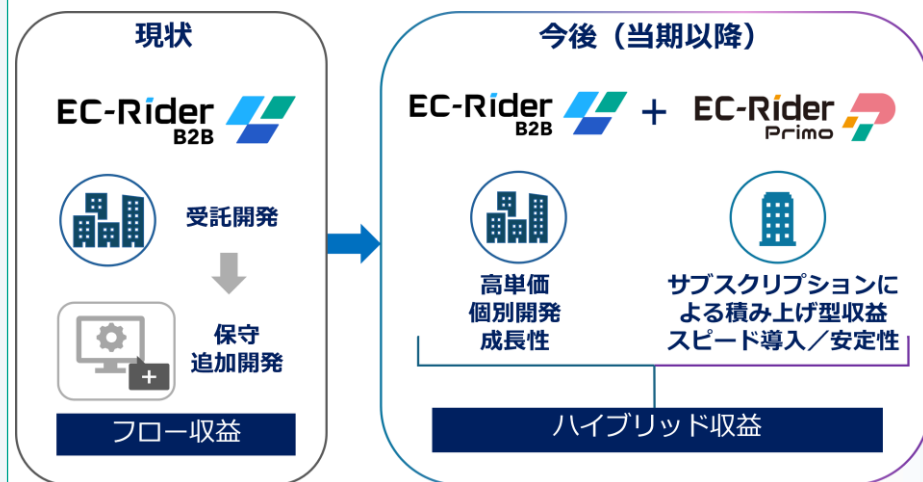 現状
EC-Rider
B2B
受託開発
保守
追加開発
フロー収益
今後（当期以降）
EC-Rider
B2B
+
EC-Rider
Primo
高単価
個別開発
成長性
サブスクリプションに
よる積み上げ型収益
スピード導入／安定性
ハイブリッド収益